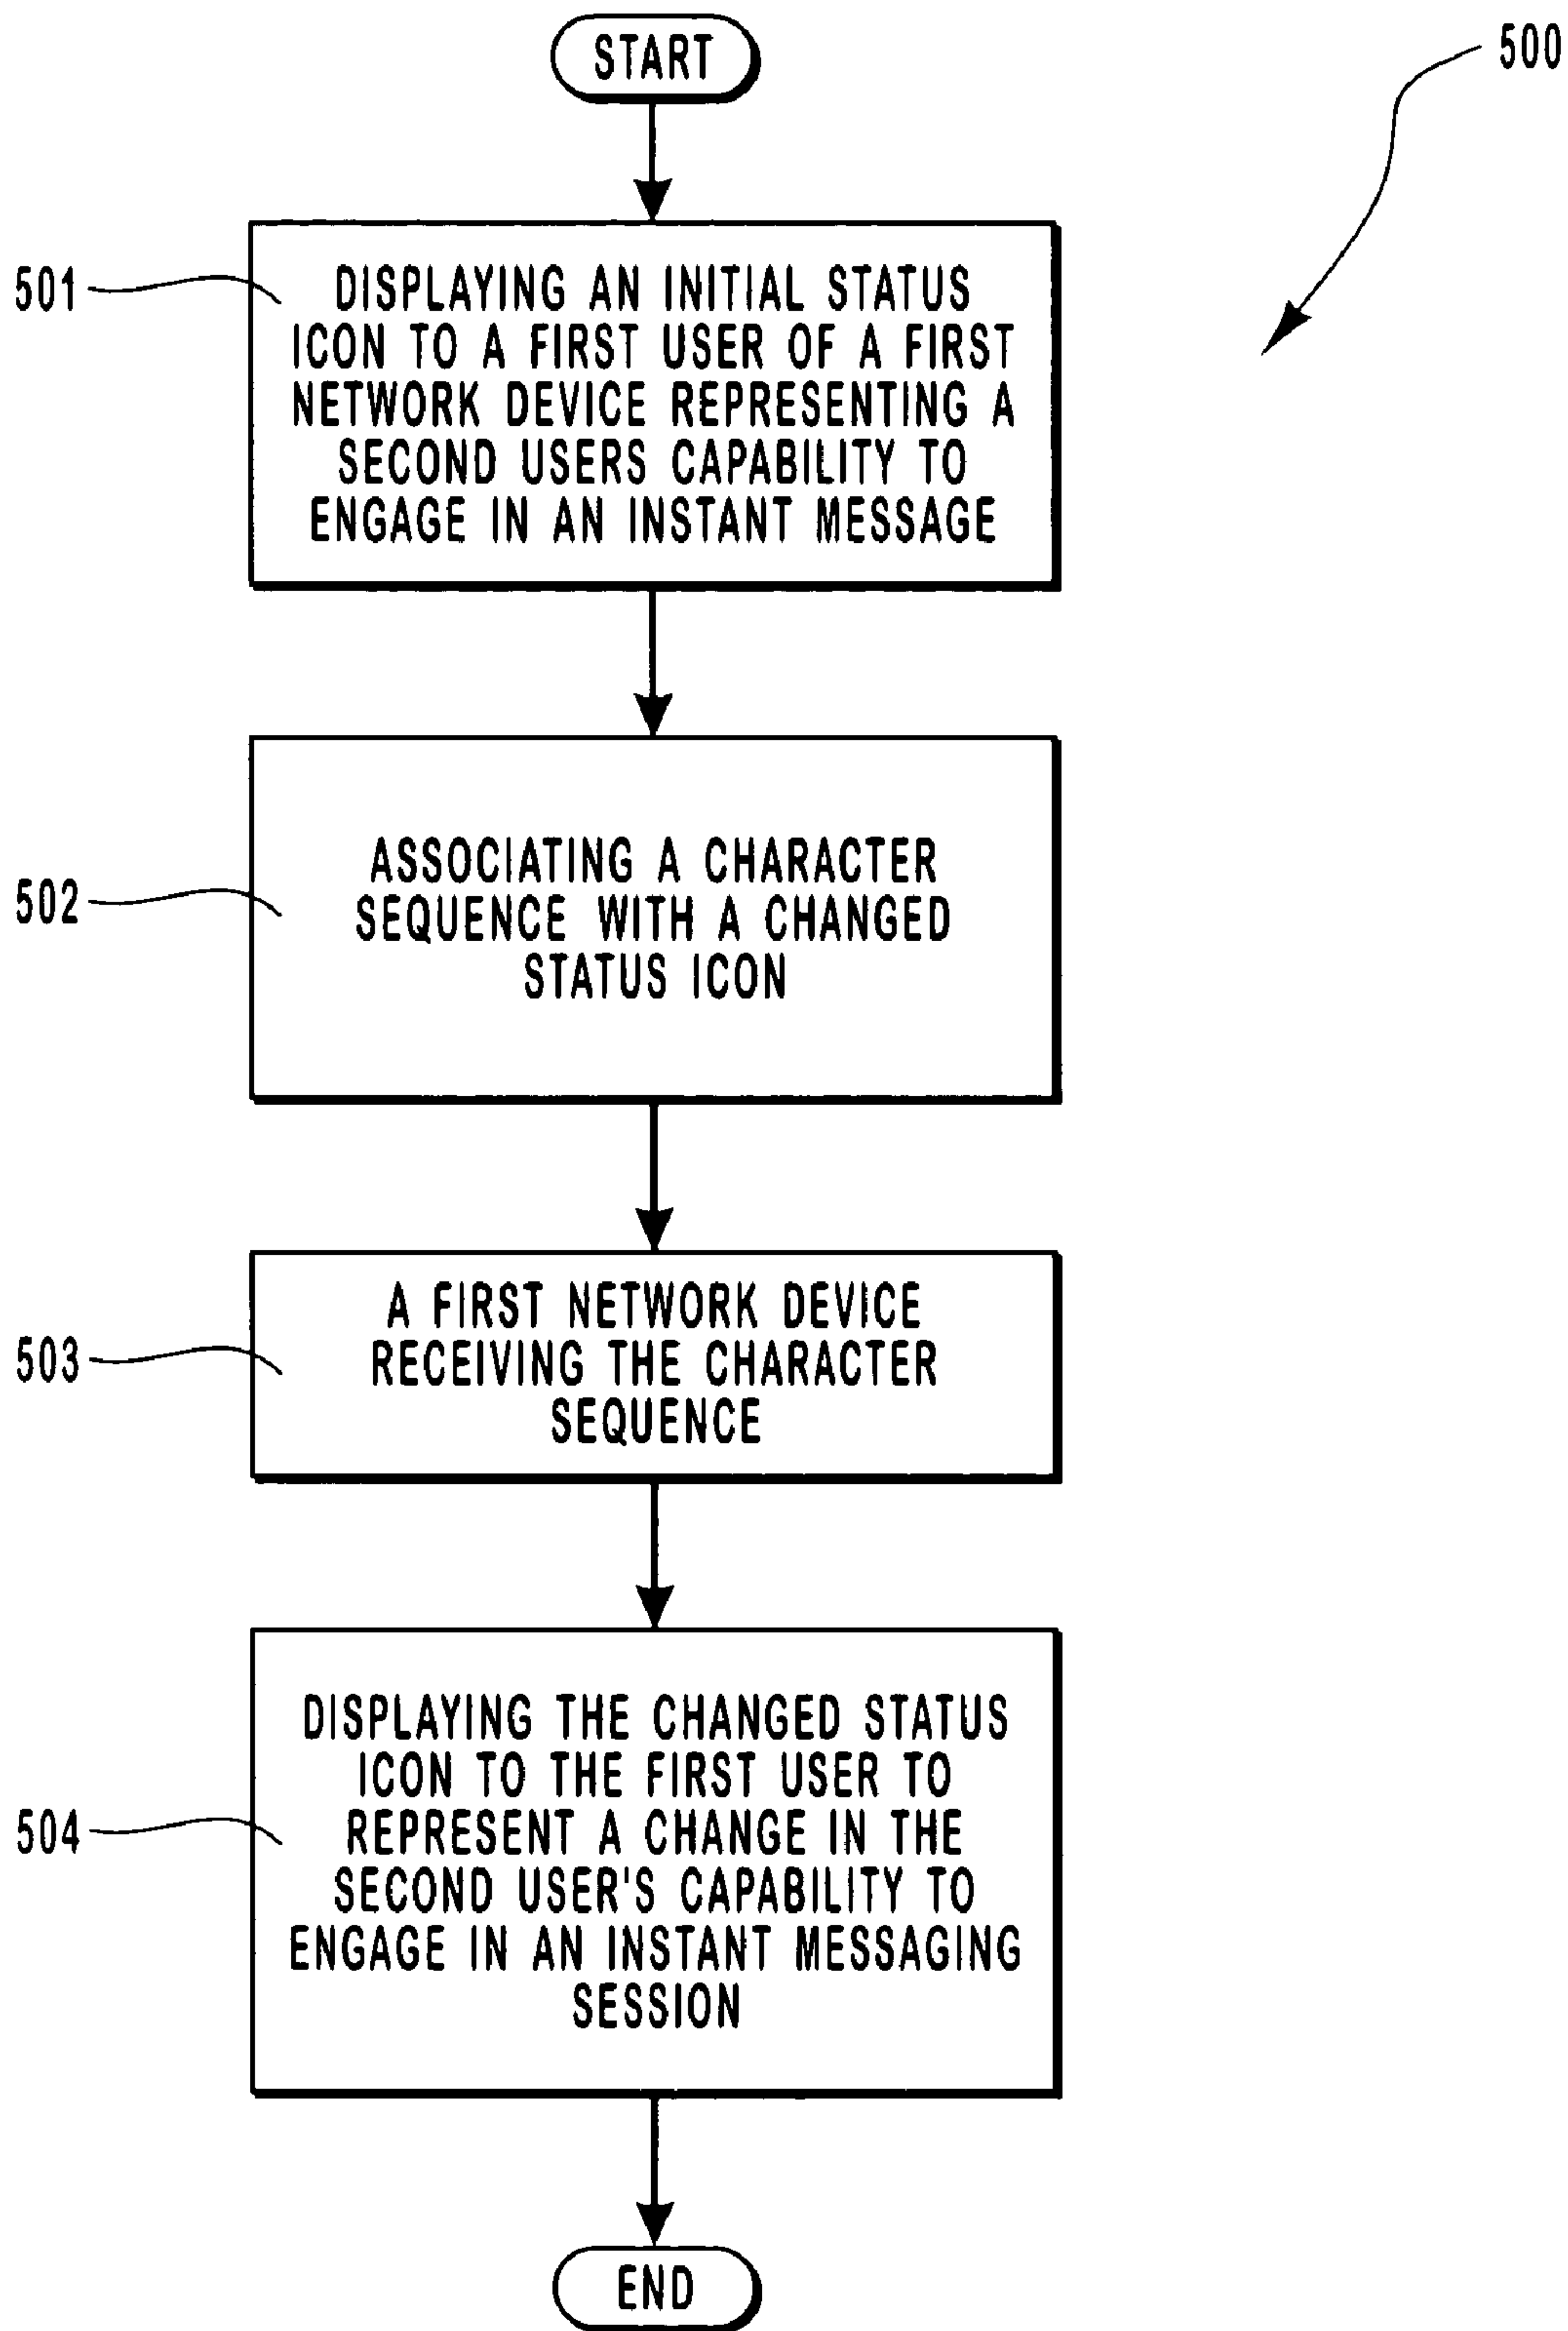 START
500
501
DISPLAYING AN INITIAL STATUS
ICON TO A FIRST USER OF A FIRST
NETWORK DEVICE REPRESENTING A
SECOND USERS CAPABILITY TO
ENGAGE IN AN INSTANT MESSAGE
502
ASSOCIATING A CHARACTER
SEQUENCE WITH A CHANGED
STATUS ICON
503
A FIRST NETWORK DEVICE
RECEIVING THE CHARACTER
SEQUENCE
504
DISPLAYING THE CHANGED STATUS
ICON TO THE FIRST USER TO
REPRESENT A CHANGE IN THE
SECOND USER'S CAPABILITY TO
ENGAGE IN AN INSTANT MESSAGING
SESSION
END